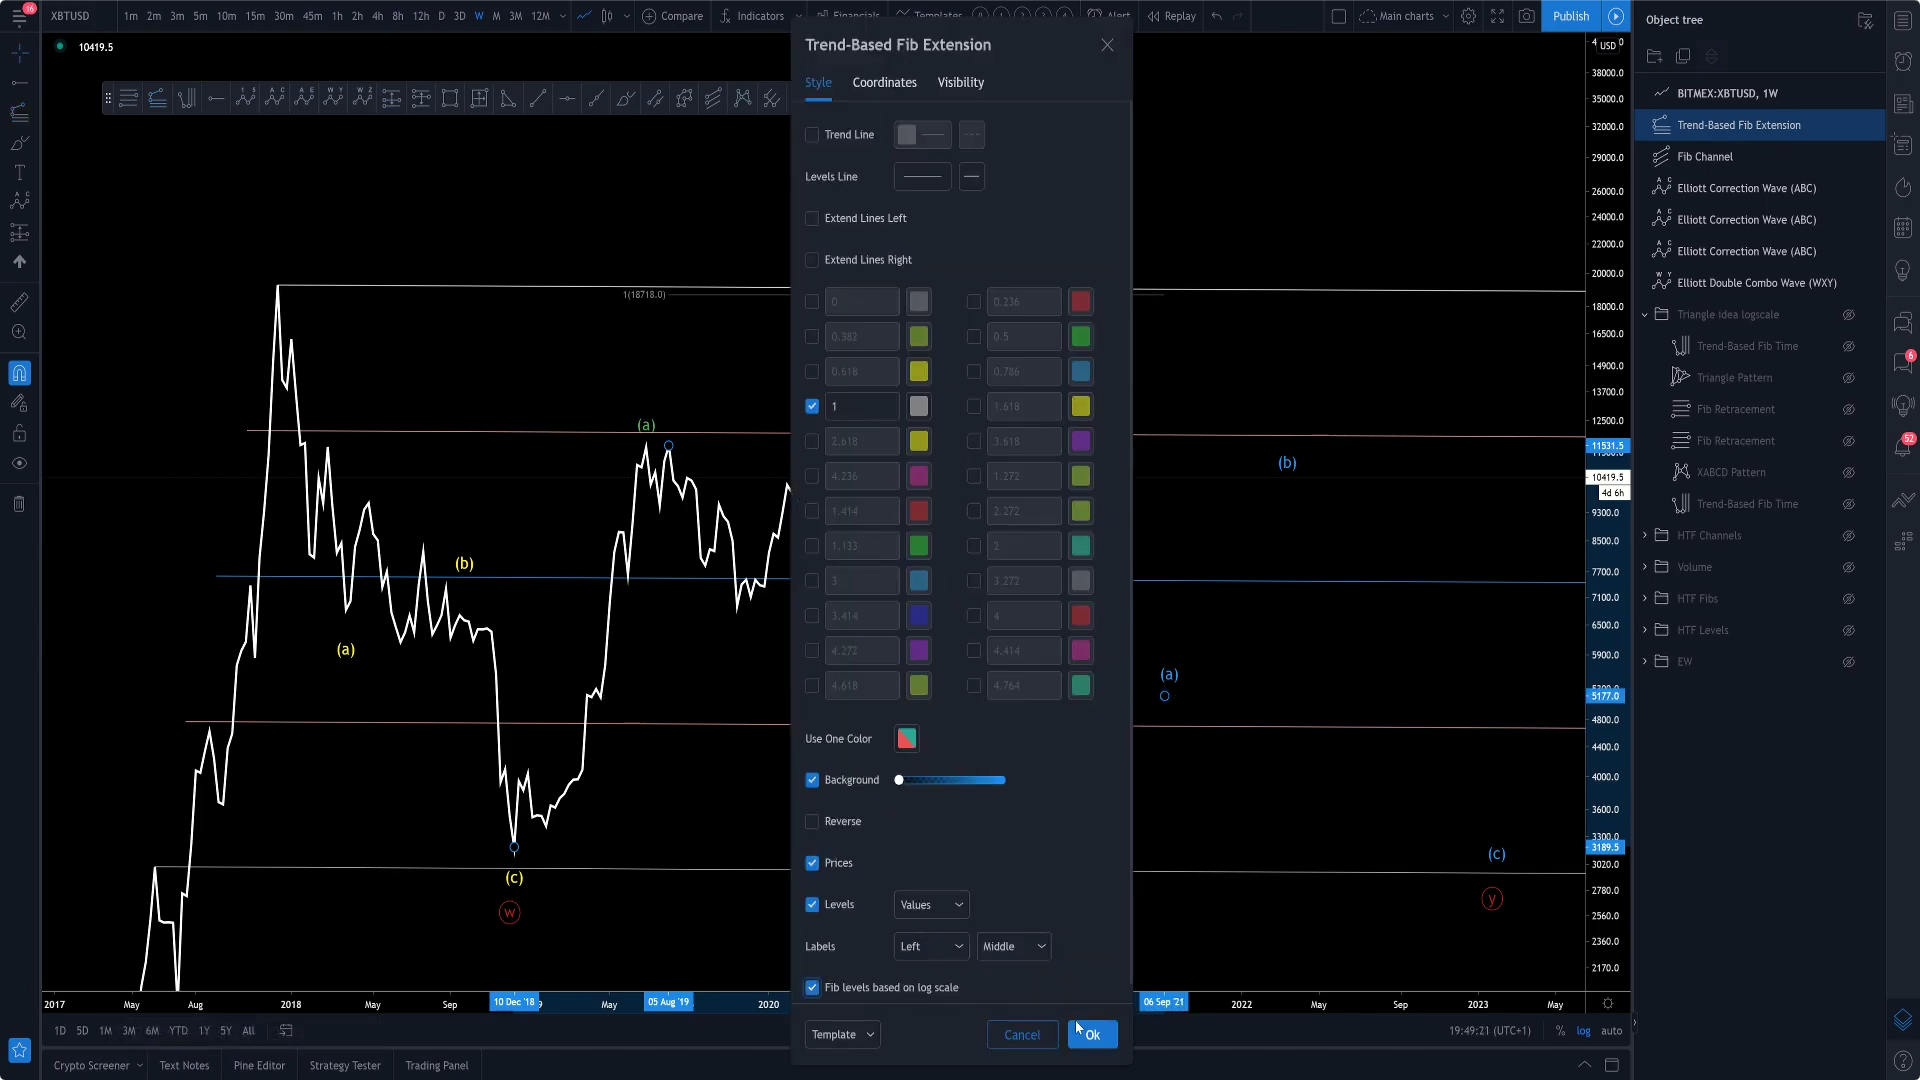 16
XBTUSD
1m 2m 3m 5m 10m 15m 30m 45m 1h 2h 4h 8h 12h D 3D W M 3M 12M
Compare
Indicators
Financials
Templates
Alert
Replay
Main charts
Publish
10419.5
1(18718.0)
(a)
(b)
(a)
(c)
w
(b)
(a)
(c)
y
Trend-Based Fib Extension
Style Coordinates Visibility
Trend Line
Levels Line
Extend Lines Left
Extend Lines Right
0 0.236
0.382 0.5
0.618 0.786
1 1.618
2.618 3.618
4.236 1.272
1.414 2.272
1.133 2
3 3.272
3.414 4
4.272 4.414
4.618 4.764
Use One Color
Background
Reverse
Prices
Levels Values
Labels Left Middle
Fib levels based on log scale
Template Cancel Ok
USD
38000.0
35000.0
32000.0
29000.0
26000.0
24000.0
22000.0
20000.0
18000.0
16500.0
14900.0
13700.0
12500.0
11531.5
10419.5
4d 6h
9300.0
8500.0
7700.0
7100.0
6500.0
5900.0
5177.0
4800.0
4400.0
4000.0
3600.0
3300.0
3189.5
3020.0
2780.0
2560.0
2360.0
2170.0
2017 May Aug 2018 May Sep 10 Dec '18 May 05 Aug '19 2020 06 Sep '21 2022 May Sep 2023 May
1D 5D 1M 3M 6M YTD 1Y 5Y All
19:49:21 (UTC+1) % log auto
Crypto Screener Text Notes Pine Editor Strategy Tester Trading Panel
Object tree
BITMEX:XBTUSD, 1W
Trend-Based Fib Extension
Fib Channel
Elliott Correction Wave (ABC)
Elliott Correction Wave (ABC)
Elliott Correction Wave (ABC)
Elliott Double Combo Wave (WXY)
Triangle idea logscale
Trend-Based Fib Time
Triangle Pattern
Fib Retracement
Fib Retracement
XABCD Pattern
Trend-Based Fib Time
HTF Channels
Volume
HTF Fibs
HTF Levels
EW
6
52